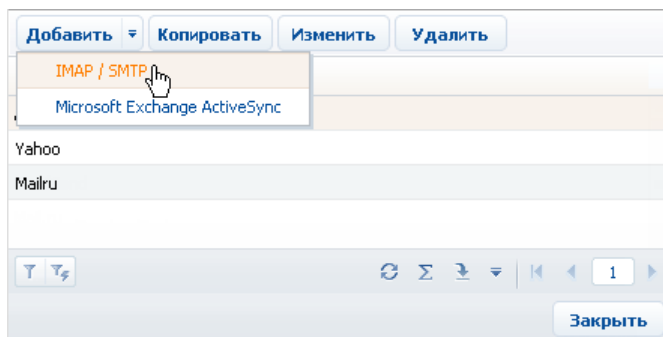 Добавить Копировать Изменить Удалить
IMAP / SMTP
Microsoft Exchange ActiveSync
Yahoo
Mailru
Σ 1
Закрыть